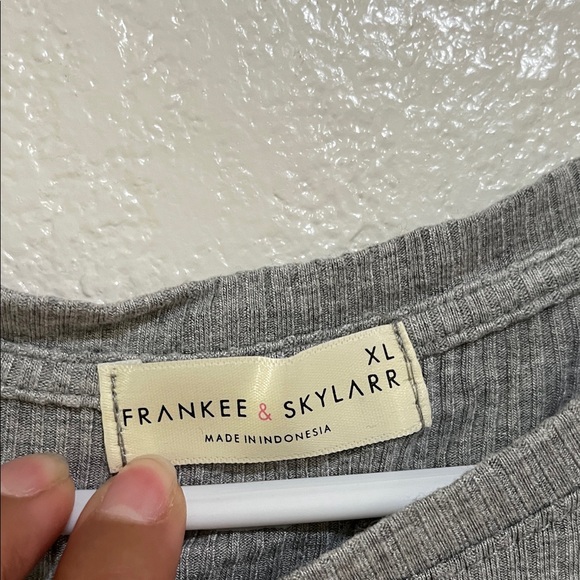 XL
FRANKEE & SKYLARR
MADE IN INDONESIA